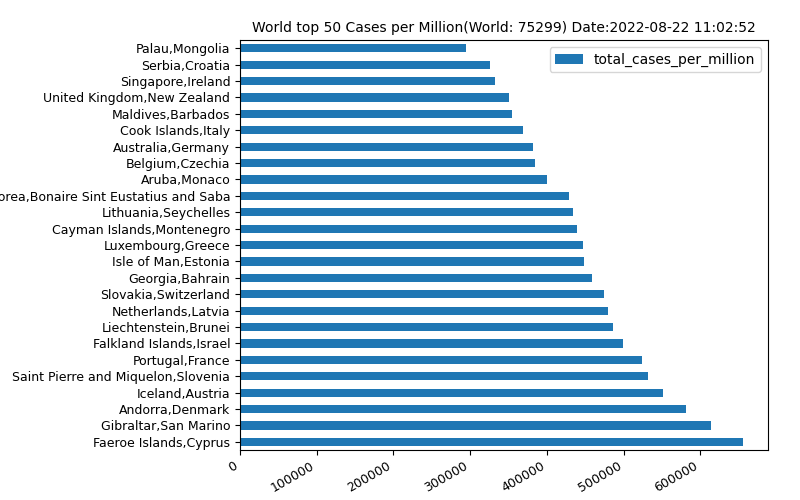 World top 50 Cases per Million(World: 75299) Date:2022-08-22 11:02:52
total_cases_per_million
Palau,Mongolia
Serbia,Croatia
Singapore,Ireland
United Kingdom,New Zealand
Maldives,Barbados
Cook Islands,Italy
Australia,Germany
Belgium,Czechia
Aruba,Monaco
orea,Bonaire Sint Eustatius and Saba
Lithuania,Seychelles
Cayman Islands,Montenegro
Luxembourg,Greece
Isle of Man,Estonia
Georgia,Bahrain
Slovakia,Switzerland
Netherlands,Latvia
Liechtenstein,Brunei
Falkland Islands,Israel
Portugal,France
Saint Pierre and Miquelon,Slovenia
Iceland,Austria
Andorra,Denmark
Gibraltar,San Marino
Faeroe Islands,Cyprus
0 100000 200000 300000 400000 500000 600000